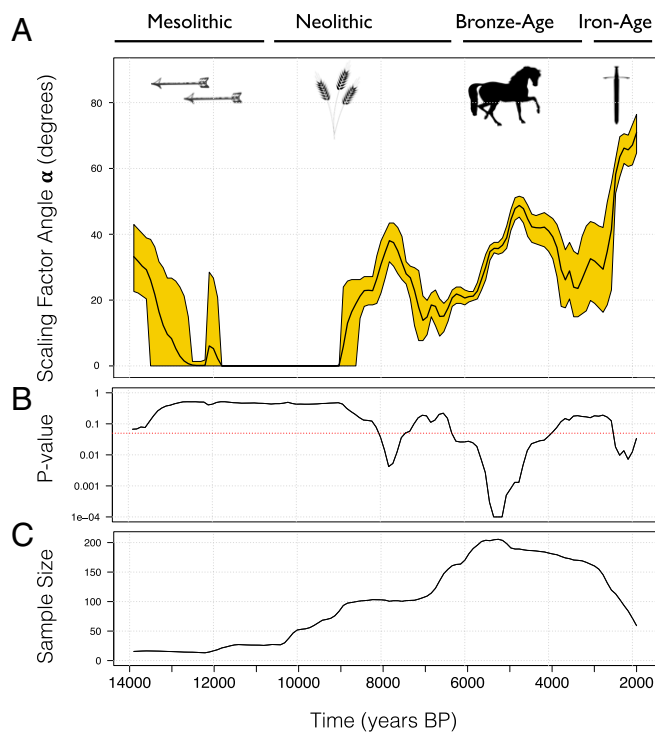 A
Mesolithic Neolithic Bronze-Age Iron-Age
Scaling Factor Angle α (degrees)
80
60
40
20
0
B
P-value
1
0.1
0.01
0.001
1e−04
C
Sample Size
200
150
100
50
0
14000 12000 10000 8000 6000 4000 2000
Time (years BP)